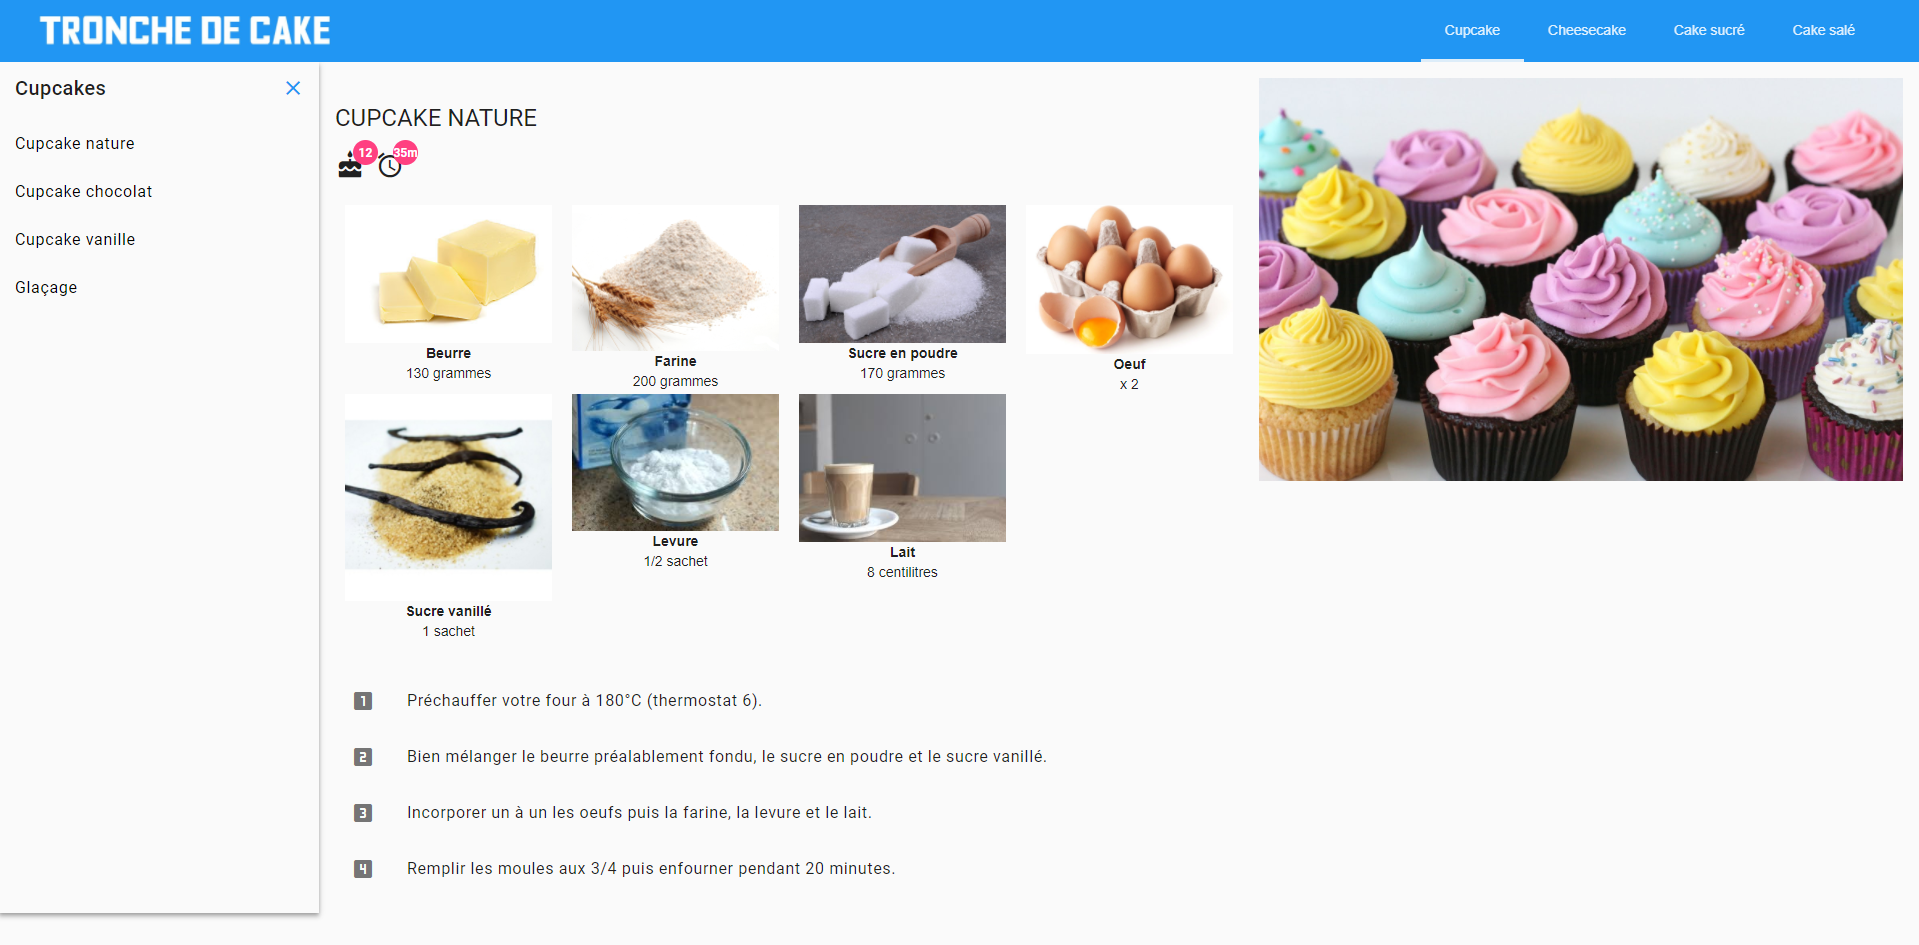 TRONCHE DE CAKE
Cupcake
Cheesecake
Cake sucré
Cake salé
Cupcakes
Cupcake nature
Cupcake chocolat
Cupcake vanille
Glaçage
CUPCAKE NATURE
12
35m
Beurre
130 grammes
Farine
200 grammes
Sucre en poudre
170 grammes
Oeuf
x 2
Sucre vanillé
1 sachet
Levure
1/2 sachet
Lait
8 centilitres
1 Préchauffer votre four à 180°C (thermostat 6).
2 Bien mélanger le beurre préalablement fondu, le sucre en poudre et le sucre vanillé.
3 Incorporer un à un les oeufs puis la farine, la levure et le lait.
4 Remplir les moules aux 3/4 puis enfourner pendant 20 minutes.